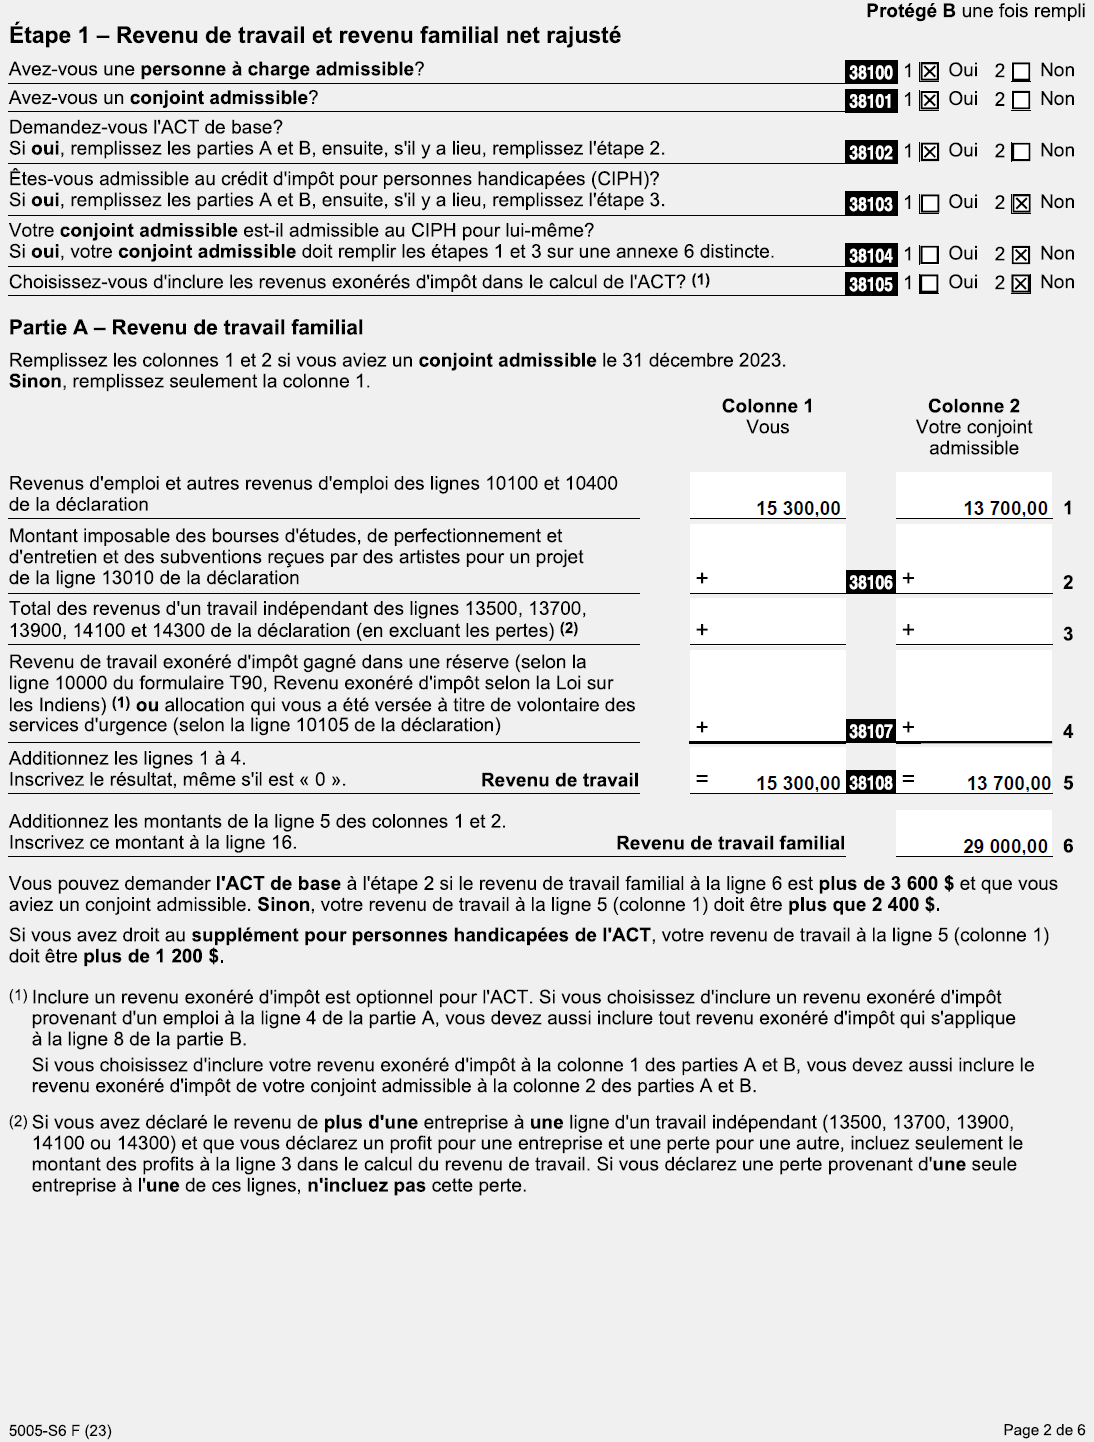 Protégé B une fois rempli
Étape 1 – Revenu de travail et revenu familial net rajusté
Avez-vous une personne à charge admissible? 38100 1 Oui 2 Non
Avez-vous un conjoint admissible? 38101 1 Oui 2 Non
Demandez-vous l'ACT de base?
Si oui, remplissez les parties A et B, ensuite, s'il y a lieu, remplissez l'étape 2. 38102 1 Oui 2 Non
Êtes-vous admissible au crédit d'impôt pour personnes handicapées (CIPH)?
Si oui, remplissez les parties A et B, ensuite, s'il y a lieu, remplissez l'étape 3. 38103 1 Oui 2 Non
Votre conjoint admissible est-il admissible au CIPH pour lui-même?
Si oui, votre conjoint admissible doit remplir les étapes 1 et 3 sur une annexe 6 distincte. 38104 1 Oui 2 Non
Choisissez-vous d'inclure les revenus exonérés d'impôt dans le calcul de l'ACT? (1) 38105 1 Oui 2 Non
Partie A – Revenu de travail familial
Remplissez les colonnes 1 et 2 si vous aviez un conjoint admissible le 31 décembre 2023.
Sinon, remplissez seulement la colonne 1.
Colonne 1 Colonne 2
Vous Votre conjoint
admissible
Revenus d'emploi et autres revenus d'emploi des lignes 10100 et 10400
de la déclaration 15 300,00 13 700,00 1
Montant imposable des bourses d'études, de perfectionnement et
d'entretien et des subventions reçues par des artistes pour un projet
de la ligne 13010 de la déclaration + 38106 + 2
Total des revenus d'un travail indépendant des lignes 13500, 13700,
13900, 14100 et 14300 de la déclaration (en excluant les pertes) (2) + + 3
Revenu de travail exonéré d'impôt gagné dans une réserve (selon la
ligne 10000 du formulaire T90, Revenu exonéré d'impôt selon la Loi sur
les Indiens) (1) ou allocation qui vous a été versée à titre de volontaire des
services d'urgence (selon la ligne 10105 de la déclaration) + 38107 + 4
Additionnez les lignes 1 à 4.
Inscrivez le résultat, même s'il est « 0 ». Revenu de travail = 15 300,00 38108 = 13 700,00 5
Additionnez les montants de la ligne 5 des colonnes 1 et 2.
Inscrivez ce montant à la ligne 16. Revenu de travail familial 29 000,00 6
Vous pouvez demander l'ACT de base à l'étape 2 si le revenu de travail familial à la ligne 6 est plus de 3 600 $ et que vous
aviez un conjoint admissible. Sinon, votre revenu de travail à la ligne 5 (colonne 1) doit être plus que 2 400 $.
Si vous avez droit au supplément pour personnes handicapées de l'ACT, votre revenu de travail à la ligne 5 (colonne 1)
doit être plus de 1 200 $.
(1) Inclure un revenu exonéré d'impôt est optionnel pour l'ACT. Si vous choisissez d'inclure un revenu exonéré d'impôt
provenant d'un emploi à la ligne 4 de la partie A, vous devez aussi inclure tout revenu exonéré d'impôt qui s'applique
à la ligne 8 de la partie B.
Si vous choisissez d'inclure votre revenu exonéré d'impôt à la colonne 1 des parties A et B, vous devez aussi inclure le
revenu exonéré d'impôt de votre conjoint admissible à la colonne 2 des parties A et B.
(2) Si vous avez déclaré le revenu de plus d'une entreprise à une ligne d'un travail indépendant (13500, 13700, 13900,
14100 ou 14300) et que vous déclarez un profit pour une entreprise et une perte pour une autre, incluez seulement le
montant des profits à la ligne 3 dans le calcul du revenu de travail. Si vous déclarez une perte provenant d'une seule
entreprise à l'une de ces lignes, n'incluez pas cette perte.
5005-S6 F (23) Page 2 de 6